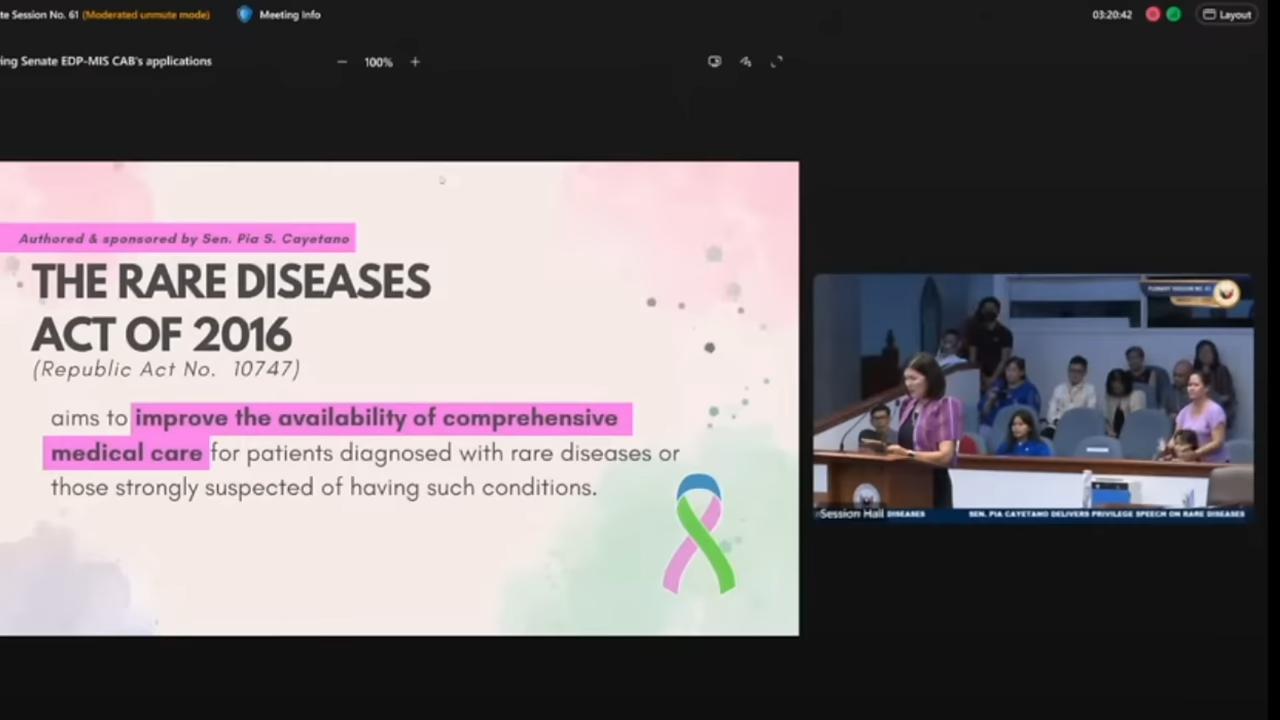 te Session No. 61 (Moderated unmute mode)
Meeting Info
03:20:42
Layout
ing Senate EDP-MIS CAB's applications
100%
Authored & sponsored by Sen. Pia S. Cayetano
THE RARE DISEASES
ACT OF 2016
(Republic Act No. 10747)
aims to improve the availability of comprehensive
medical care for patients diagnosed with rare diseases or
those strongly suspected of having such conditions.
Session Hall
DISEASES
SEN. PIA CAYETANO DELIVERS PRIVILEGE SPEECH ON RARE DISEASES